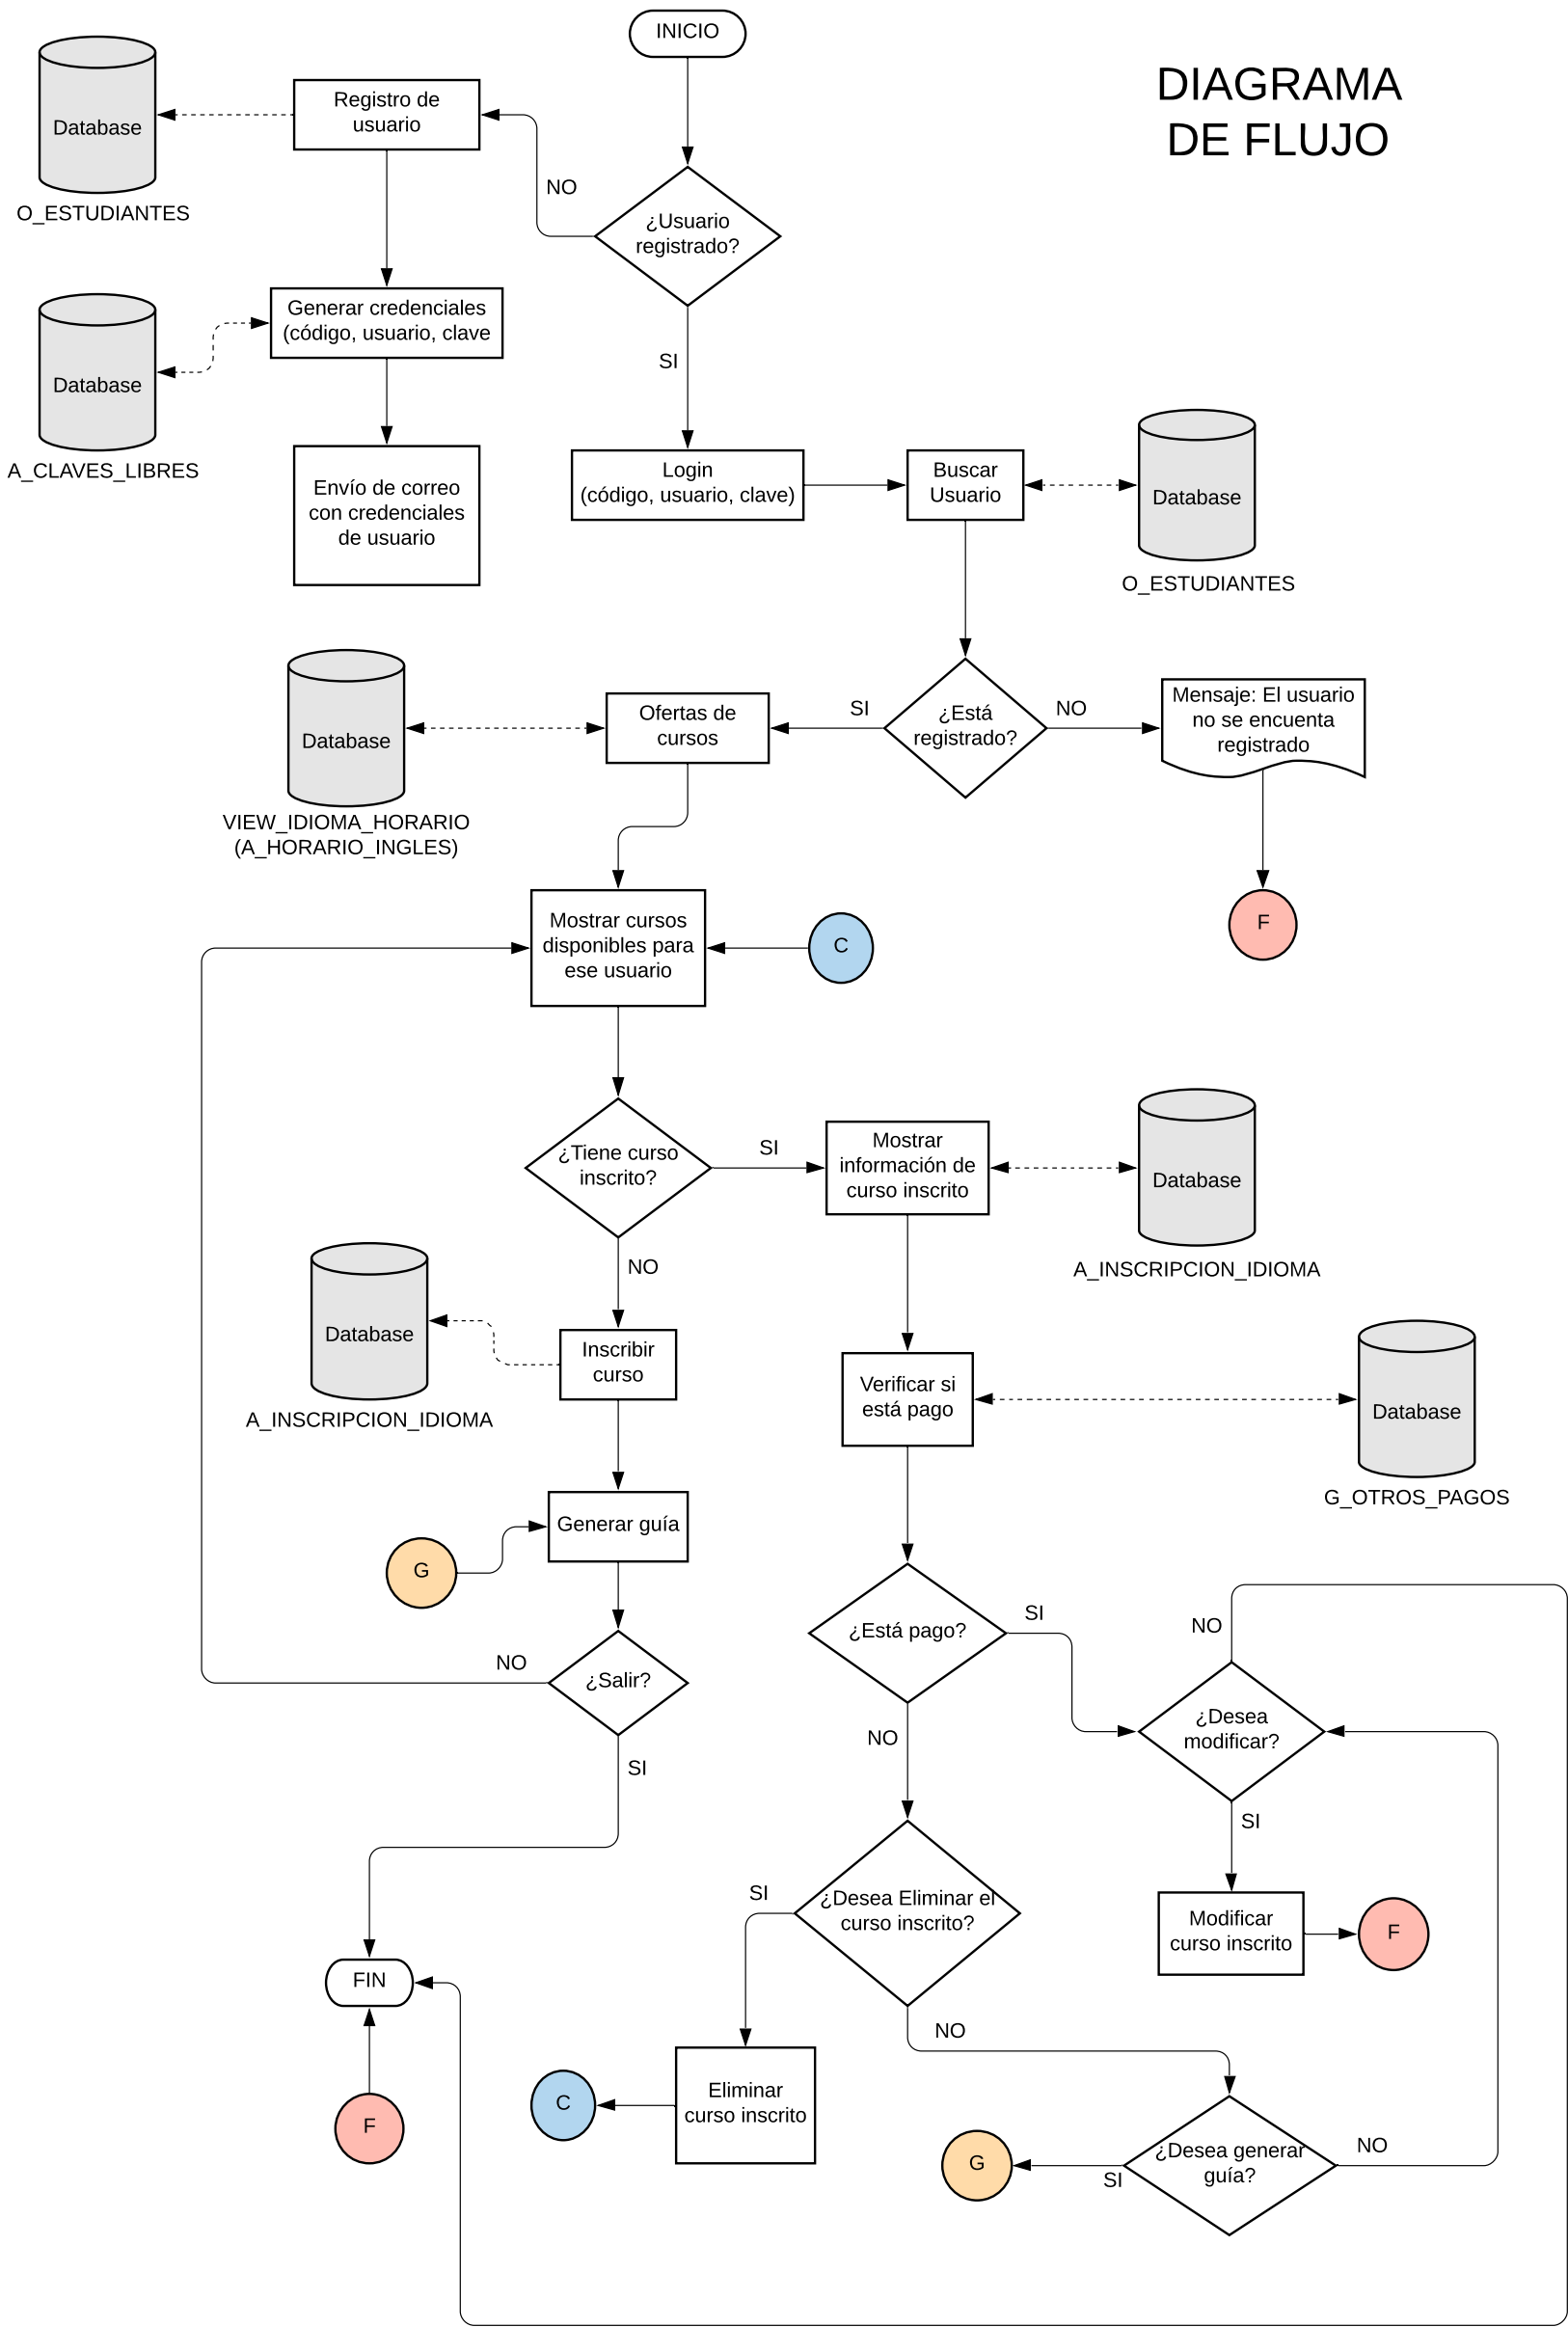 INICIO
DIAGRAMA
DE FLUJO
Database
O_ESTUDIANTES
Registro de
usuario
NO
¿Usuario
registrado?
Generar credenciales
(código, usuario, clave
Database
A_CLAVES_LIBRES
SI
Envío de correo
con credenciales
de usuario
Login
(código, usuario, clave)
Buscar
Usuario
Database
O_ESTUDIANTES
Database
VIEW_IDIOMA_HORARIO
(A_HORARIO_INGLES)
Ofertas de
cursos
SI
¿Está
registrado?
NO
Mensaje: El usuario
no se encuenta
registrado
F
Mostrar cursos
disponibles para
ese usuario
C
¿Tiene curso
inscrito?
SI
Mostrar
información de
curso inscrito
Database
A_INSCRIPCION_IDIOMA
NO
Database
A_INSCRIPCION_IDIOMA
Inscribir
curso
Verificar si
está pago
Database
G_OTROS_PAGOS
Generar guía
G
¿Está pago?
SI
NO
NO
¿Salir?
SI
NO
¿Desea
modificar?
SI
SI
¿Desea Eliminar el
curso inscrito?
Modificar
curso inscrito
F
FIN
F
NO
C
Eliminar
curso inscrito
G
SI
¿Desea generar
guía?
NO